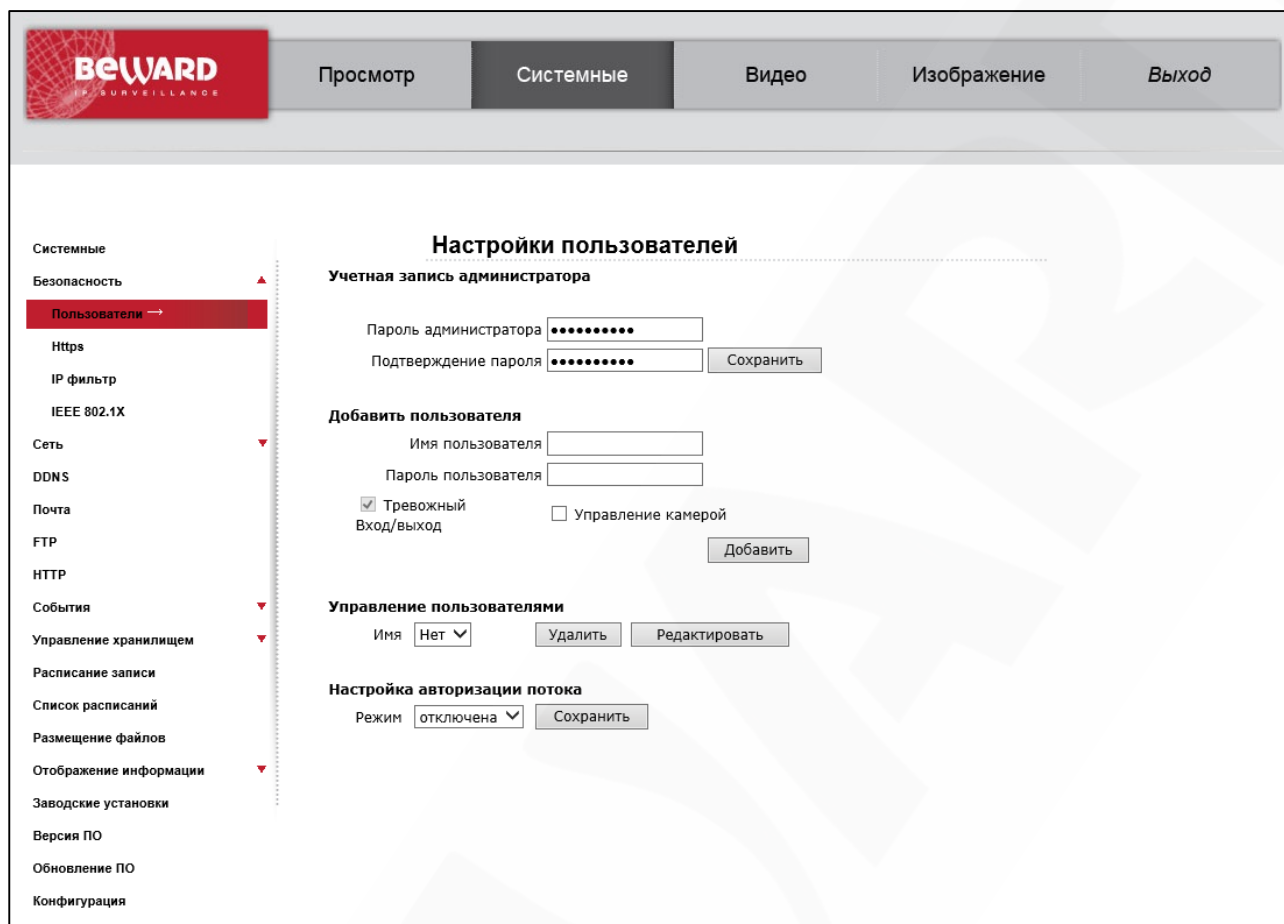 BEWARD
IP SURVEILLANCE
Просмотр
Системные
Видео
Изображение
Выход
Системные
Безопасность
Пользователи →
Https
IP фильтр
IEEE 802.1X
Сеть
DDNS
Почта
FTP
HTTP
События
Управление хранилищем
Расписание записи
Список расписаний
Размещение файлов
Отображение информации
Заводские установки
Версия ПО
Обновление ПО
Конфигурация
Настройки пользователей
Учетная запись администратора
Пароль администратора ••••••••••
Подтверждение пароля •••••••••• Сохранить
Добавить пользователя
Имя пользователя
Пароль пользователя
Тревожный
Вход/выход
Управление камерой
Добавить
Управление пользователями
Имя Нет Удалить Редактировать
Настройка авторизации потока
Режим отключена Сохранить